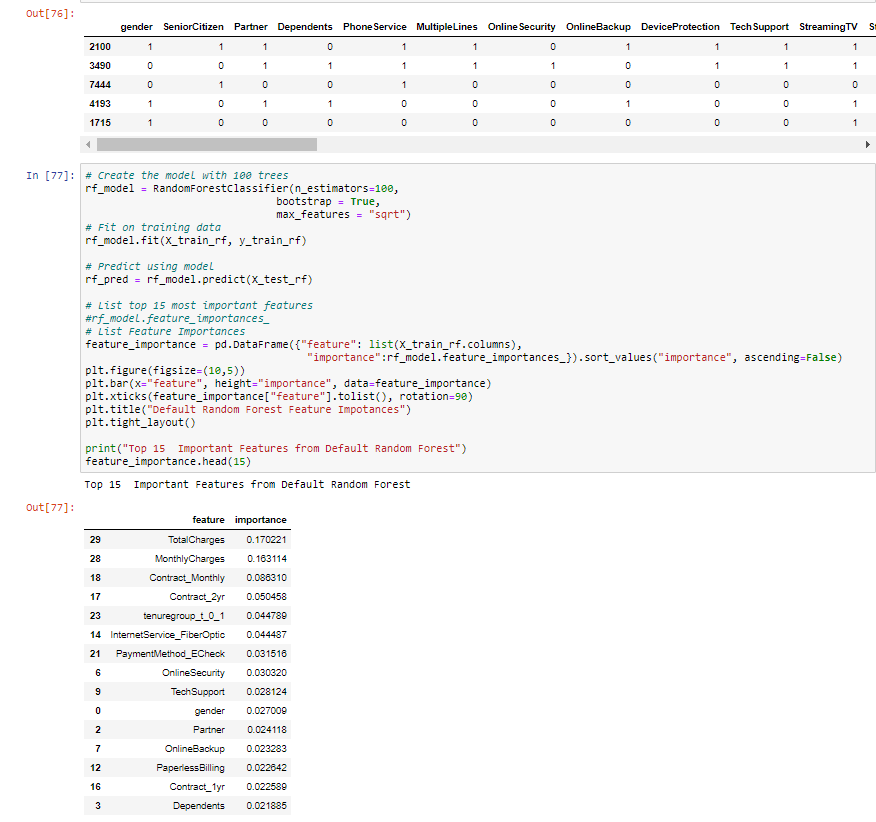 Out[76]:
gender SeniorCitizen Partner Dependents PhoneService MultipleLines OnlineSecurity OnlineBackup DeviceProtection TechSupport StreamingTV
2100 1 1 1 0 1 1 0 1 1 1 1
3490 0 0 1 1 1 1 1 0 1 1 1
7444 0 1 0 0 1 0 0 0 0 0 0
4193 1 0 1 1 0 0 0 1 0 0 1
1715 1 0 0 0 0 0 0 0 0 0 1
In [77]:
# Create the model with 100 trees
rf_model = RandomForestClassifier(n_estimators=100,
bootstrap = True,
max_features = "sqrt")
# Fit on training data
rf_model.fit(X_train_rf, y_train_rf)
# Predict using model
rf_pred = rf_model.predict(X_test_rf)
# List top 15 most important features
#rf_model.feature_importances_
# List Feature Importances
feature_importance = pd.DataFrame({"feature": list(X_train_rf.columns),
"importance":rf_model.feature_importances_}).sort_values("importance", ascending=False)
plt.figure(figsize=(10,5))
plt.bar(x="feature", height="importance", data=feature_importance)
plt.xticks(feature_importance["feature"].tolist(), rotation=90)
plt.title("Default Random Forest Feature Impotances")
plt.tight_layout()
print("Top 15  Important Features from Default Random Forest")
feature_importance.head(15)
Top 15  Important Features from Default Random Forest
Out[77]:
feature importance
29 TotalCharges 0.170221
28 MonthlyCharges 0.163114
18 Contract_Monthly 0.086310
17 Contract_2yr 0.050458
23 tenuregroup_t_0_1 0.044789
14 InternetService_FiberOptic 0.044487
21 PaymentMethod_ECheck 0.031516
6 OnlineSecurity 0.030320
9 TechSupport 0.028124
0 gender 0.027009
2 Partner 0.024118
7 OnlineBackup 0.023283
12 PaperlessBilling 0.022642
16 Contract_1yr 0.022589
3 Dependents 0.021885